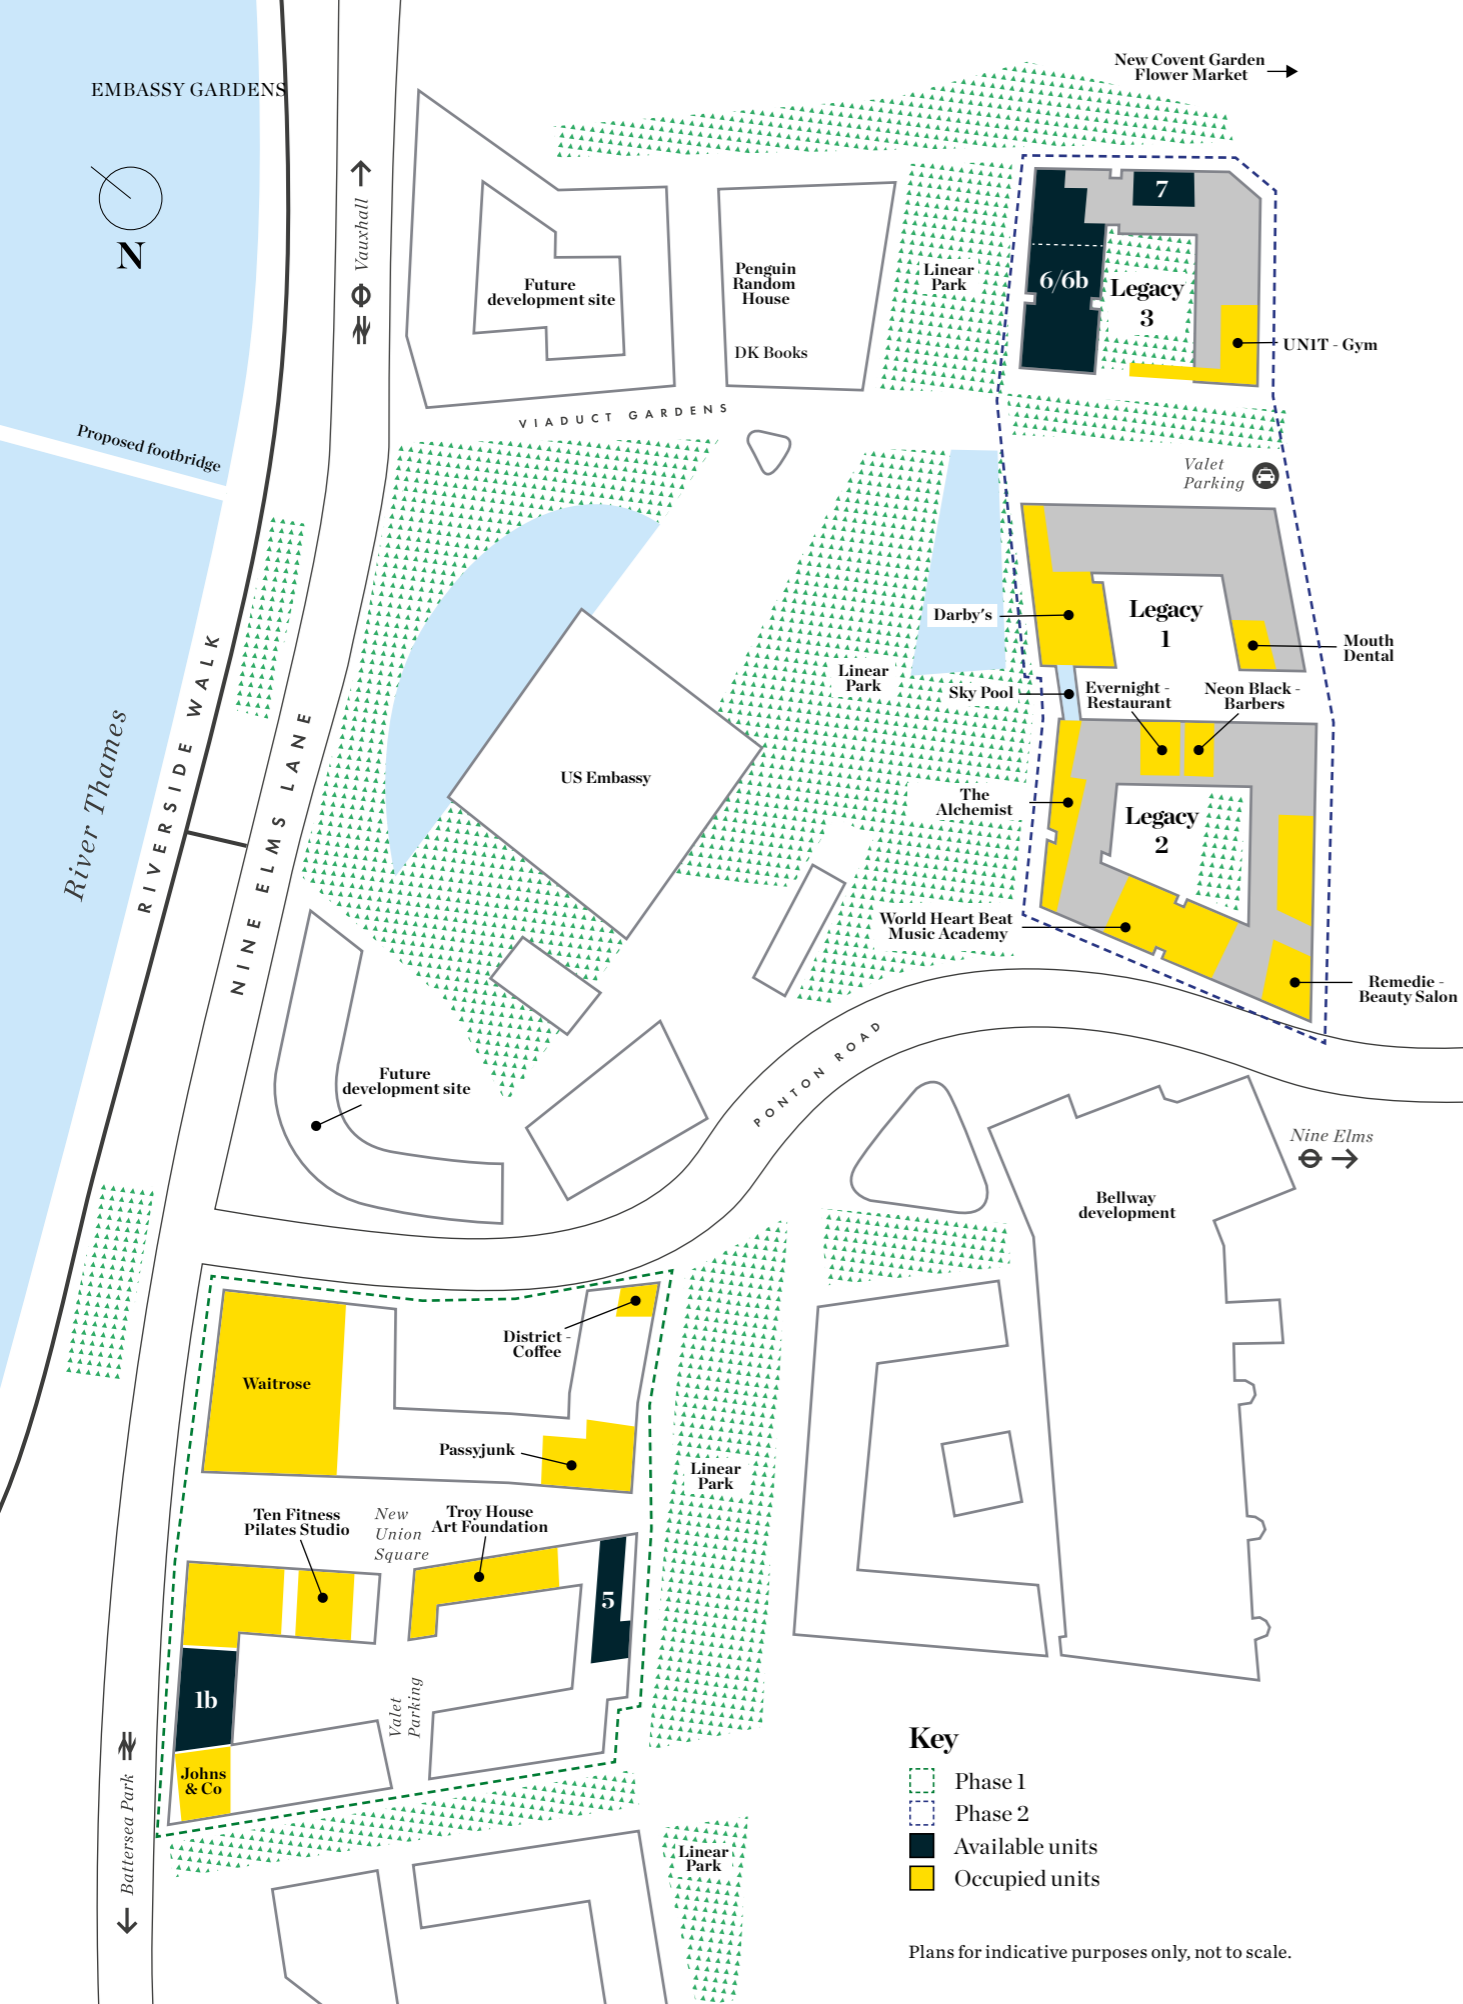 New Covent Garden
Flower Market
EMBASSY GARDENS
N
Vauxhall
7
6/6b
Legacy
3
UN1T - Gym
Future
development site
Penguin
Random
House
DK Books
Linear
Park
VIADUCT GARDENS
Proposed footbridge
Valet
Parking
Darby's
Legacy
1
Mouth
Dental
Linear
Park
Sky Pool
Evernight -
Restaurant
Neon Black -
Barbers
River Thames
RIVERSIDE WALK
NINE ELMS LANE
US Embassy
The
Alchemist
Legacy
2
World Heart Beat
Music Academy
Remedie -
Beauty Salon
PONTON ROAD
Future
development site
Nine Elms
Bellway
development
District -
Coffee
Waitrose
Passyjunk
Linear
Park
Ten Fitness
Pilates Studio
New
Union
Square
Troy House
Art Foundation
5
1b
Valet
Parking
Johns
& Co
Battersea Park
Linear
Park
Key
Phase 1
Phase 2
Available units
Occupied units
Plans for indicative purposes only, not to scale.